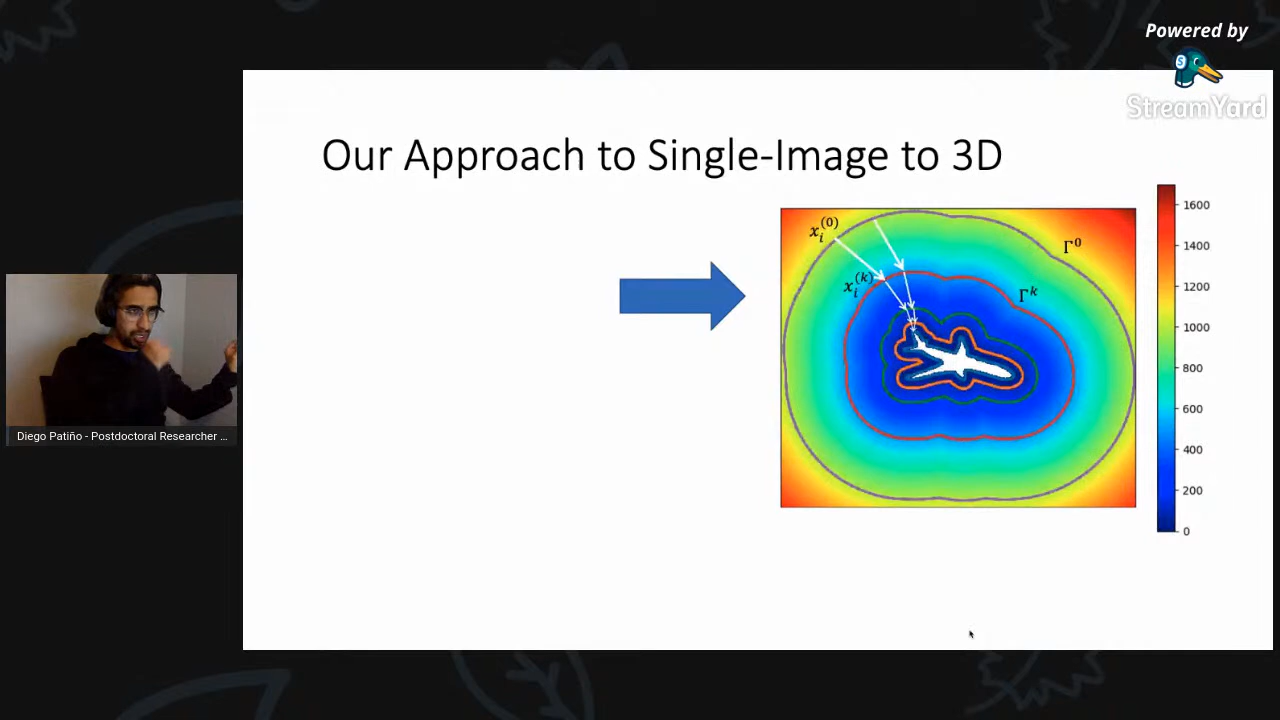 Powered by
StreamYard
Our Approach to Single-Image to 3D
x_i^(0)
Γ^0
x_i^(k)
Γ^k
1600
1400
1200
1000
800
600
400
200
0
Diego Patiño - Postdoctoral Researcher ...